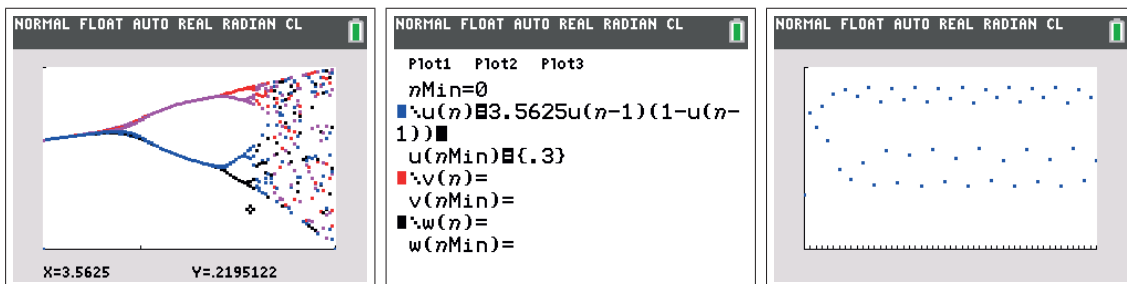 NORMAL FLOAT AUTO REAL RADIAN CL
X=3.5625 Y=.2195122
NORMAL FLOAT AUTO REAL RADIAN CL
Plot1 Plot2 Plot3
nMin=0
\u(n)=3.5625u(n-1)(1-u(n-
1))
u(nMin)={.3}
\v(n)=
v(nMin)=
\w(n)=
w(nMin)=
NORMAL FLOAT AUTO REAL RADIAN CL